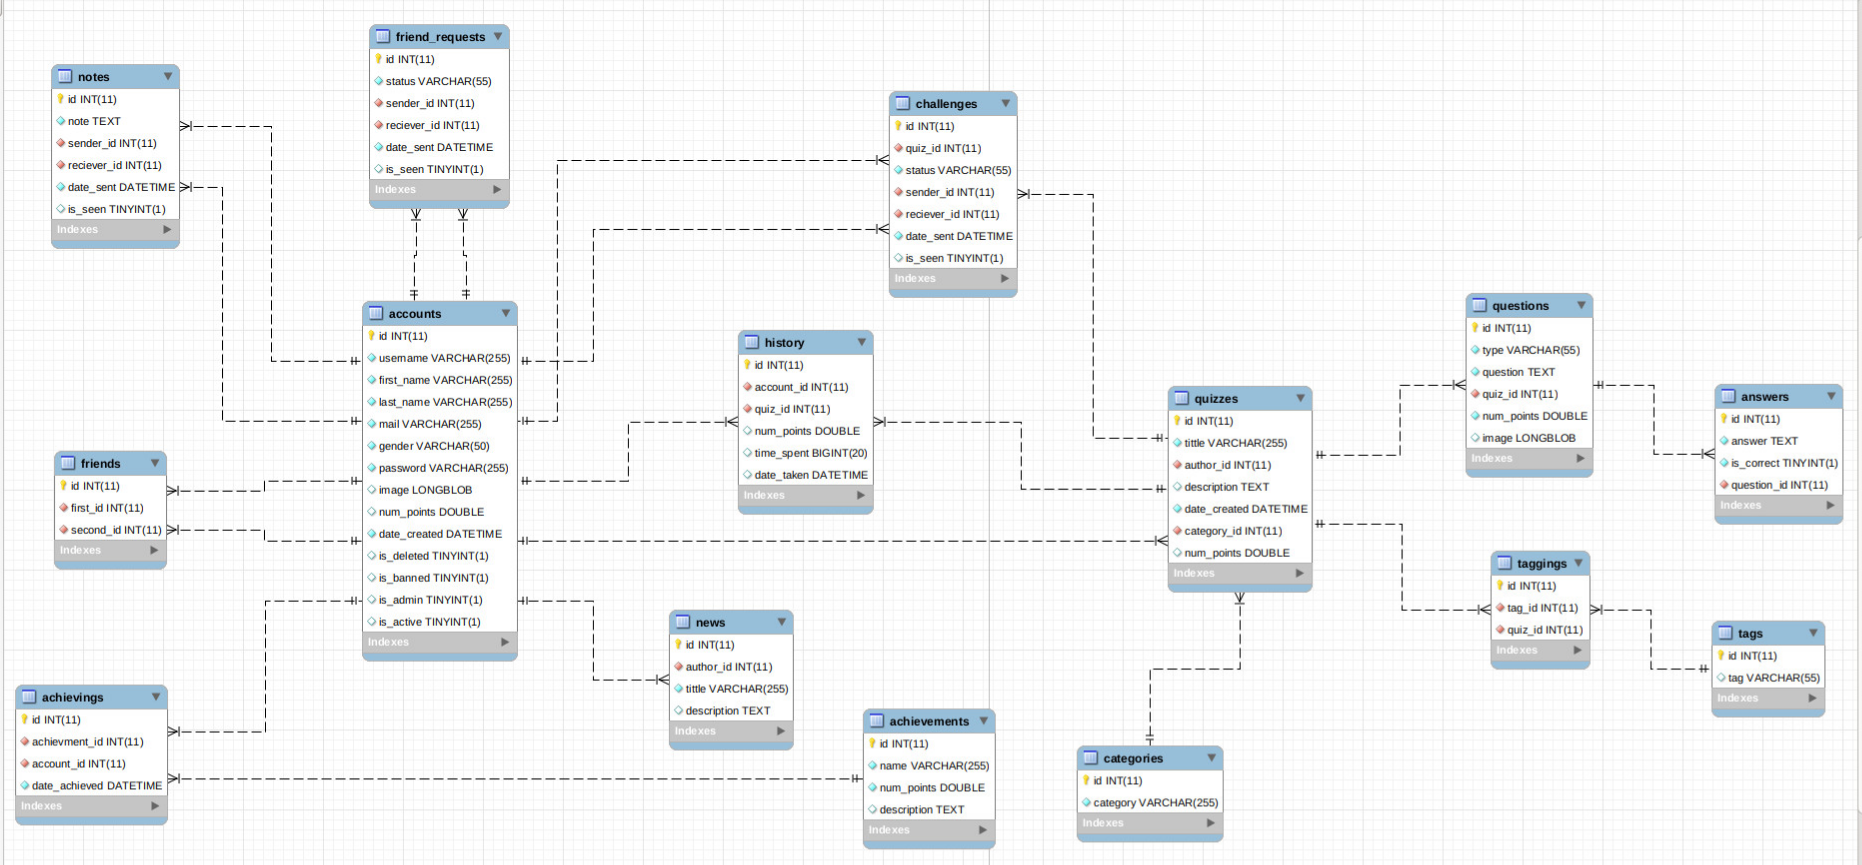 notes
id INT(11)
note TEXT
sender_id INT(11)
reciever_id INT(11)
date_sent DATETIME
is_seen TINYINT(1)
Indexes
friend_requests
id INT(11)
status VARCHAR(55)
sender_id INT(11)
reciever_id INT(11)
date_sent DATETIME
is_seen TINYINT(1)
Indexes
challenges
id INT(11)
quiz_id INT(11)
status VARCHAR(55)
sender_id INT(11)
reciever_id INT(11)
date_sent DATETIME
is_seen TINYINT(1)
Indexes
accounts
id INT(11)
username VARCHAR(255)
first_name VARCHAR(255)
last_name VARCHAR(255)
mail VARCHAR(255)
gender VARCHAR(50)
password VARCHAR(255)
image LONGBLOB
num_points DOUBLE
date_created DATETIME
is_deleted TINYINT(1)
is_banned TINYINT(1)
is_admin TINYINT(1)
is_active TINYINT(1)
Indexes
history
id INT(11)
account_id INT(11)
quiz_id INT(11)
num_points DOUBLE
time_spent BIGINT(20)
date_taken DATETIME
Indexes
quizzes
id INT(11)
tittle VARCHAR(255)
author_id INT(11)
description TEXT
date_created DATETIME
category_id INT(11)
num_points DOUBLE
Indexes
questions
id INT(11)
type VARCHAR(55)
question TEXT
quiz_id INT(11)
num_points DOUBLE
image LONGBLOB
Indexes
answers
id INT(11)
answer TEXT
is_correct TINYINT(1)
question_id INT(11)
Indexes
friends
id INT(11)
first_id INT(11)
second_id INT(11)
Indexes
taggings
id INT(11)
tag_id INT(11)
quiz_id INT(11)
Indexes
tags
id INT(11)
tag VARCHAR(55)
Indexes
news
id INT(11)
author_id INT(11)
tittle VARCHAR(255)
description TEXT
Indexes
achievings
id INT(11)
achievment_id INT(11)
account_id INT(11)
date_achieved DATETIME
Indexes
achievements
id INT(11)
name VARCHAR(255)
num_points DOUBLE
description TEXT
Indexes
categories
id INT(11)
category VARCHAR(255)
Indexes